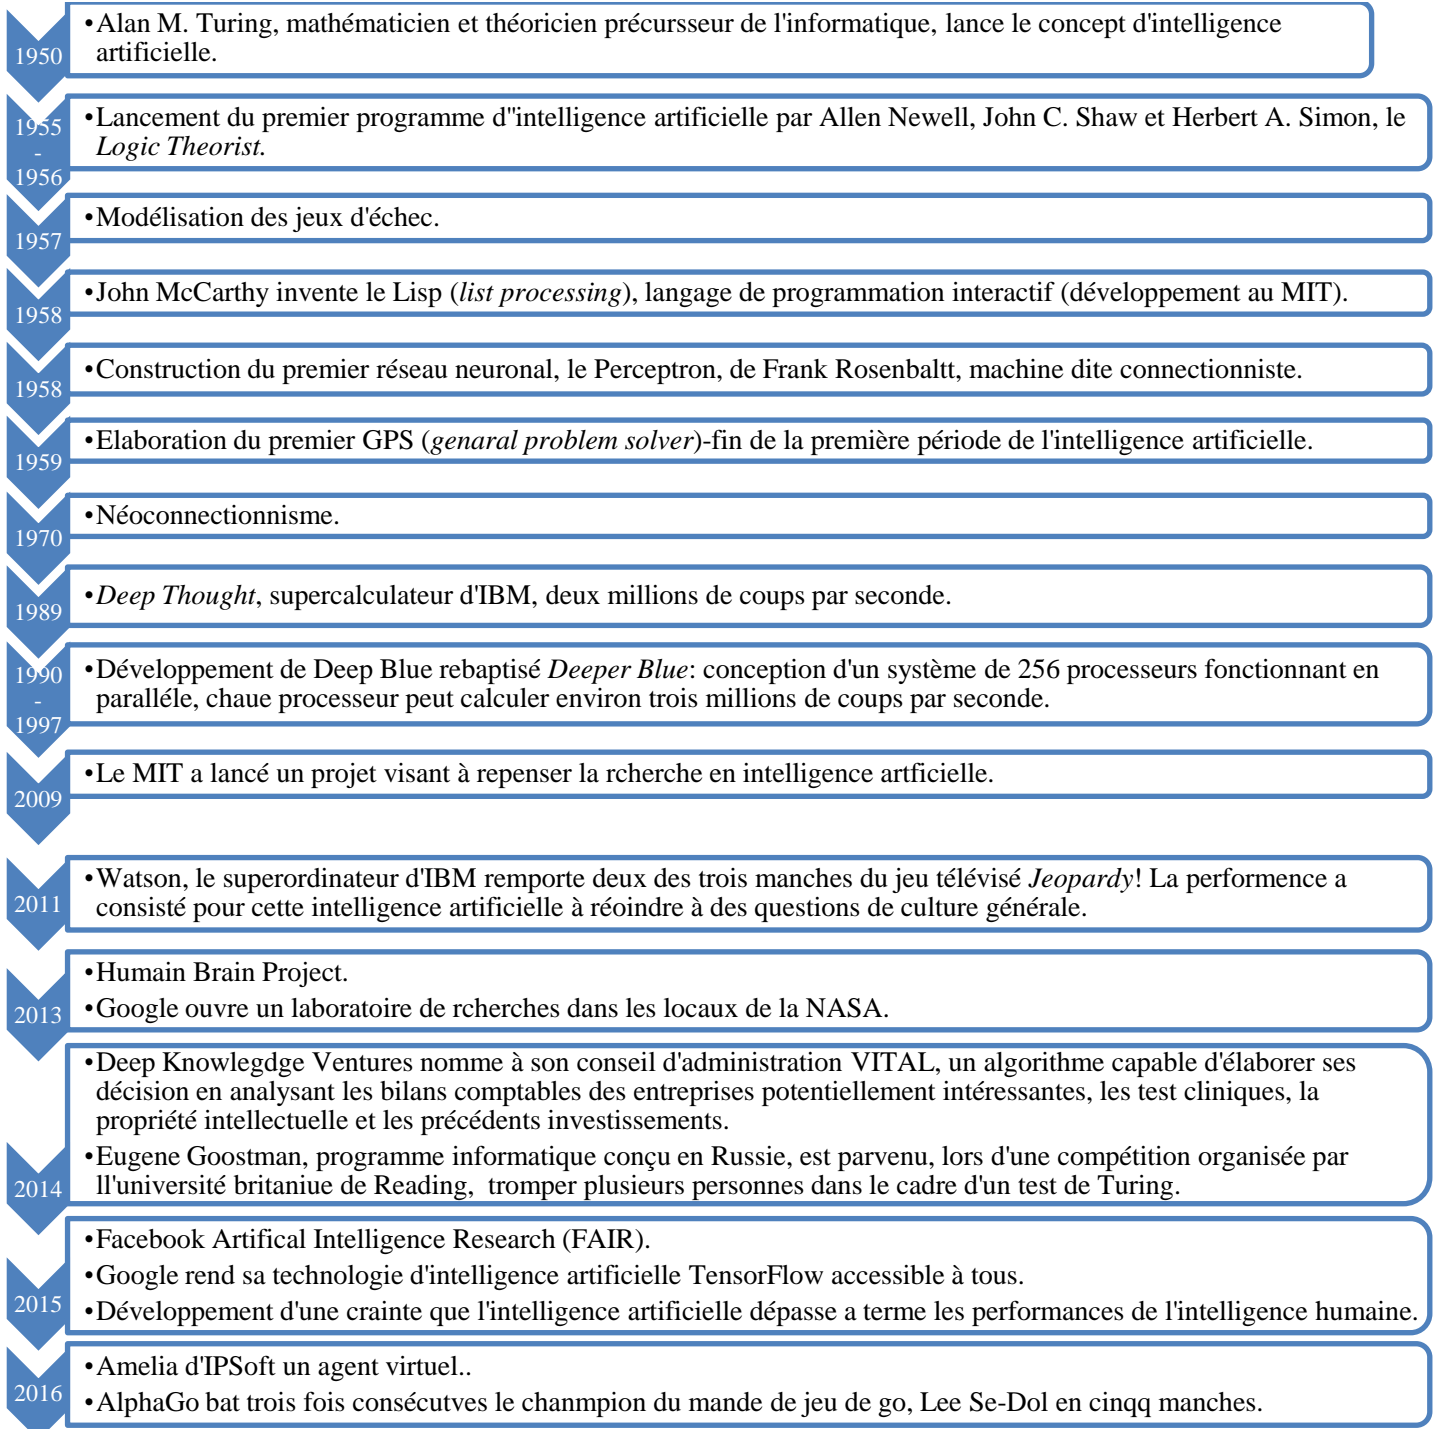 1950
•Alan M. Turing, mathématicien et théoricien précursseur de l'informatique, lance le concept d'intelligence
artificielle.
1955
-
1956
•Lancement du premier programme d''intelligence artificielle par Allen Newell, John C. Shaw et Herbert A. Simon, le
Logic Theorist.
1957
•Modélisation des jeux d'échec.
1958
•John McCarthy invente le Lisp (list processing), langage de programmation interactif (développement au MIT).
1958
•Construction du premier réseau neuronal, le Perceptron, de Frank Rosenbaltt, machine dite connectionniste.
1959
•Elaboration du premier GPS (genaral problem solver)-fin de la première période de l'intelligence artificielle.
1970
•Néoconnectionnisme.
1989
•Deep Thought, supercalculateur d'IBM, deux millions de coups par seconde.
1990
-
1997
•Développement de Deep Blue rebaptisé Deeper Blue: conception d'un système de 256 processeurs fonctionnant en
paralléle, chaue processeur peut calculer environ trois millions de coups par seconde.
2009
•Le MIT a lancé un projet visant à repenser la rcherche en intelligence artficielle.
2011
•Watson, le superordinateur d'IBM remporte deux des trois manches du jeu télévisé Jeopardy! La performence a
consisté pour cette intelligence artificielle à réoindre à des questions de culture générale.
2013
•Humain Brain Project.
•Google ouvre un laboratoire de rcherches dans les locaux de la NASA.
2014
•Deep Knowlegdge Ventures nomme à son conseil d'administration VITAL, un algorithme capable d'élaborer ses
décision en analysant les bilans comptables des entreprises potentiellement intéressantes, les test cliniques, la
propriété intellectuelle et les précédents investissements.
•Eugene Goostman, programme informatique conçu en Russie, est parvenu, lors d'une compétition organisée par
ll'université britaniue de Reading,  tromper plusieurs personnes dans le cadre d'un test de Turing.
2015
•Facebook Artifical Intelligence Research (FAIR).
•Google rend sa technologie d'intelligence artificielle TensorFlow accessible à tous.
•Développement d'une crainte que l'intelligence artificielle dépasse a terme les performances de l'intelligence humaine.
2016
•Amelia d'IPSoft un agent virtuel..
•AlphaGo bat trois fois consécutves le chanmpion du mande de jeu de go, Lee Se-Dol en cinqq manches.